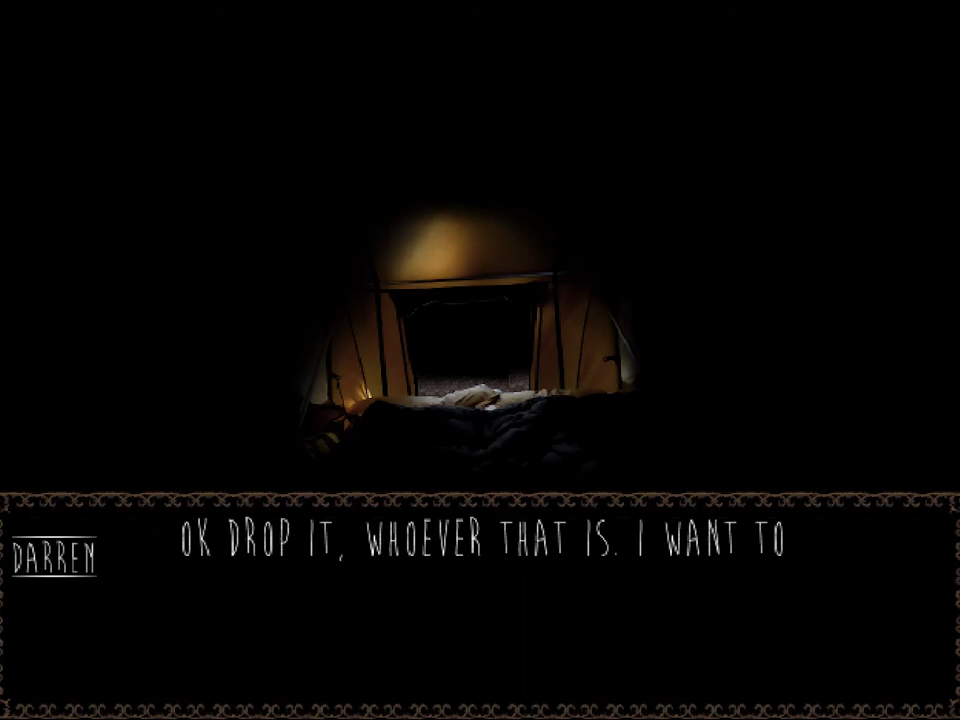 DARREN
OK DROP IT, WHOEVER THAT IS. I WANT TO